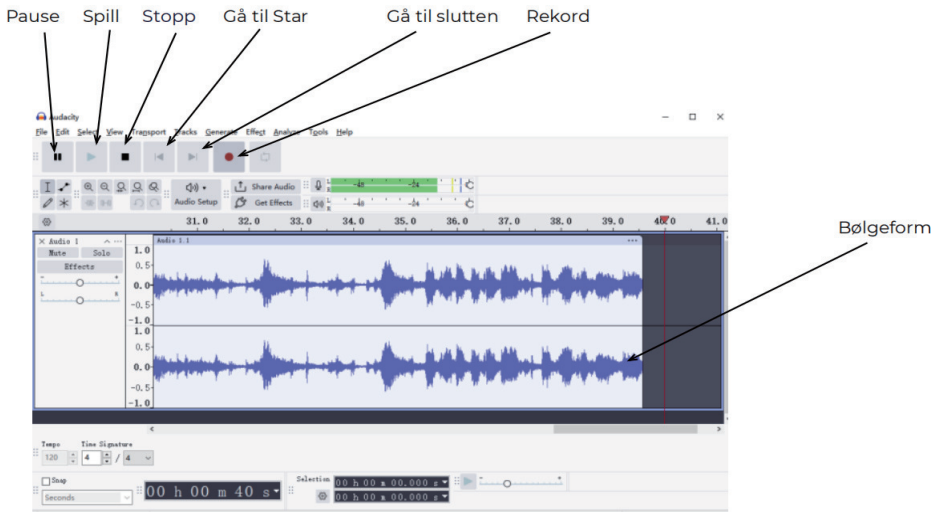 Pause Spill Stopp Gå til Star Gå til slutten Rekord
Audacity
File Edit Select View Transport Tracks Generate Effect Analyze Tools Help
Share Audio
Audio Setup Get Effects
-48 -24
-48 -24
31.0 32.0 33.0 34.0 35.0 36.0 37.0 38.0 39.0 40.0 41.0
Bølgeform
Audio 1
Audio 1.1
Mute Solo
Effects
L R
1.0
0.5
0.0
-0.5
-1.0
1.0
0.5
0.0
-0.5
-1.0
Tempo Time Signature
120 4 / 4
Snap
Seconds
00 h 00 m 40 s
Selection
00 h 00 m 00.000 s
00 h 00 m 00.000 s